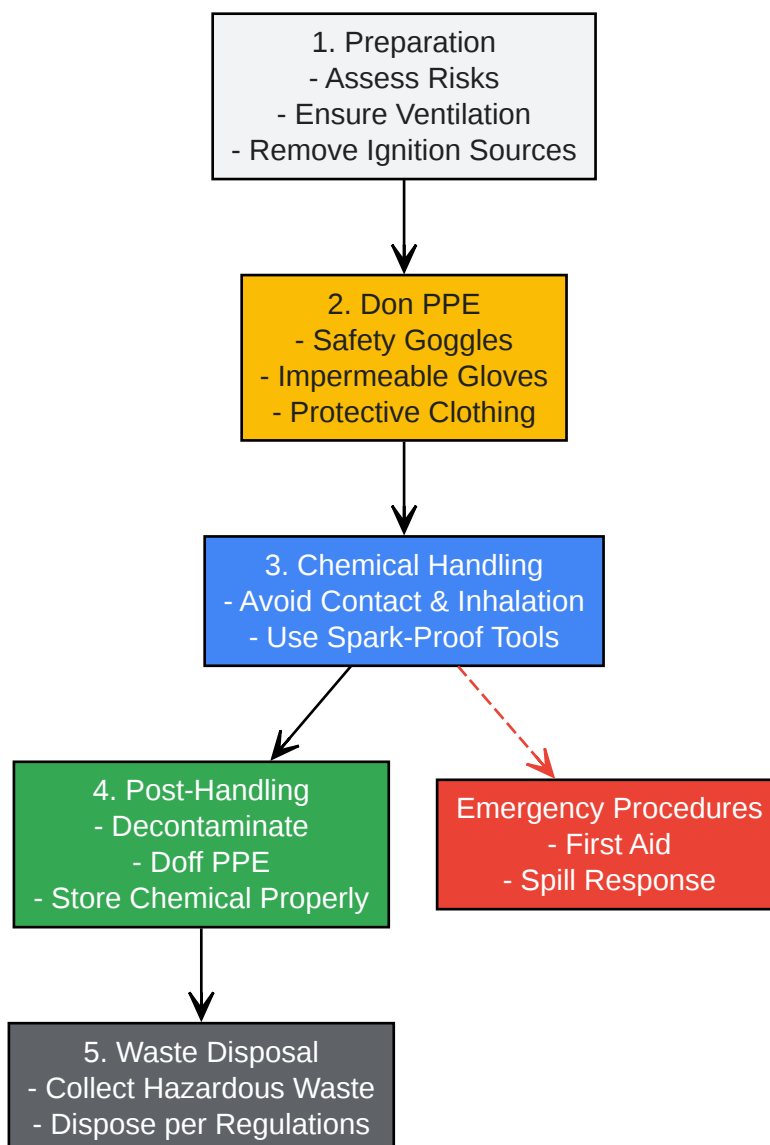 1. Preparation
- Assess Risks
- Ensure Ventilation
- Remove Ignition Sources
2. Don PPE
- Safety Goggles
- Impermeable Gloves
- Protective Clothing
3. Chemical Handling
- Avoid Contact & Inhalation
- Use Spark-Proof Tools
4. Post-Handling
- Decontaminate
- Doff PPE
- Store Chemical Properly
Emergency Procedures
- First Aid
- Spill Response
5. Waste Disposal
- Collect Hazardous Waste
- Dispose per Regulations